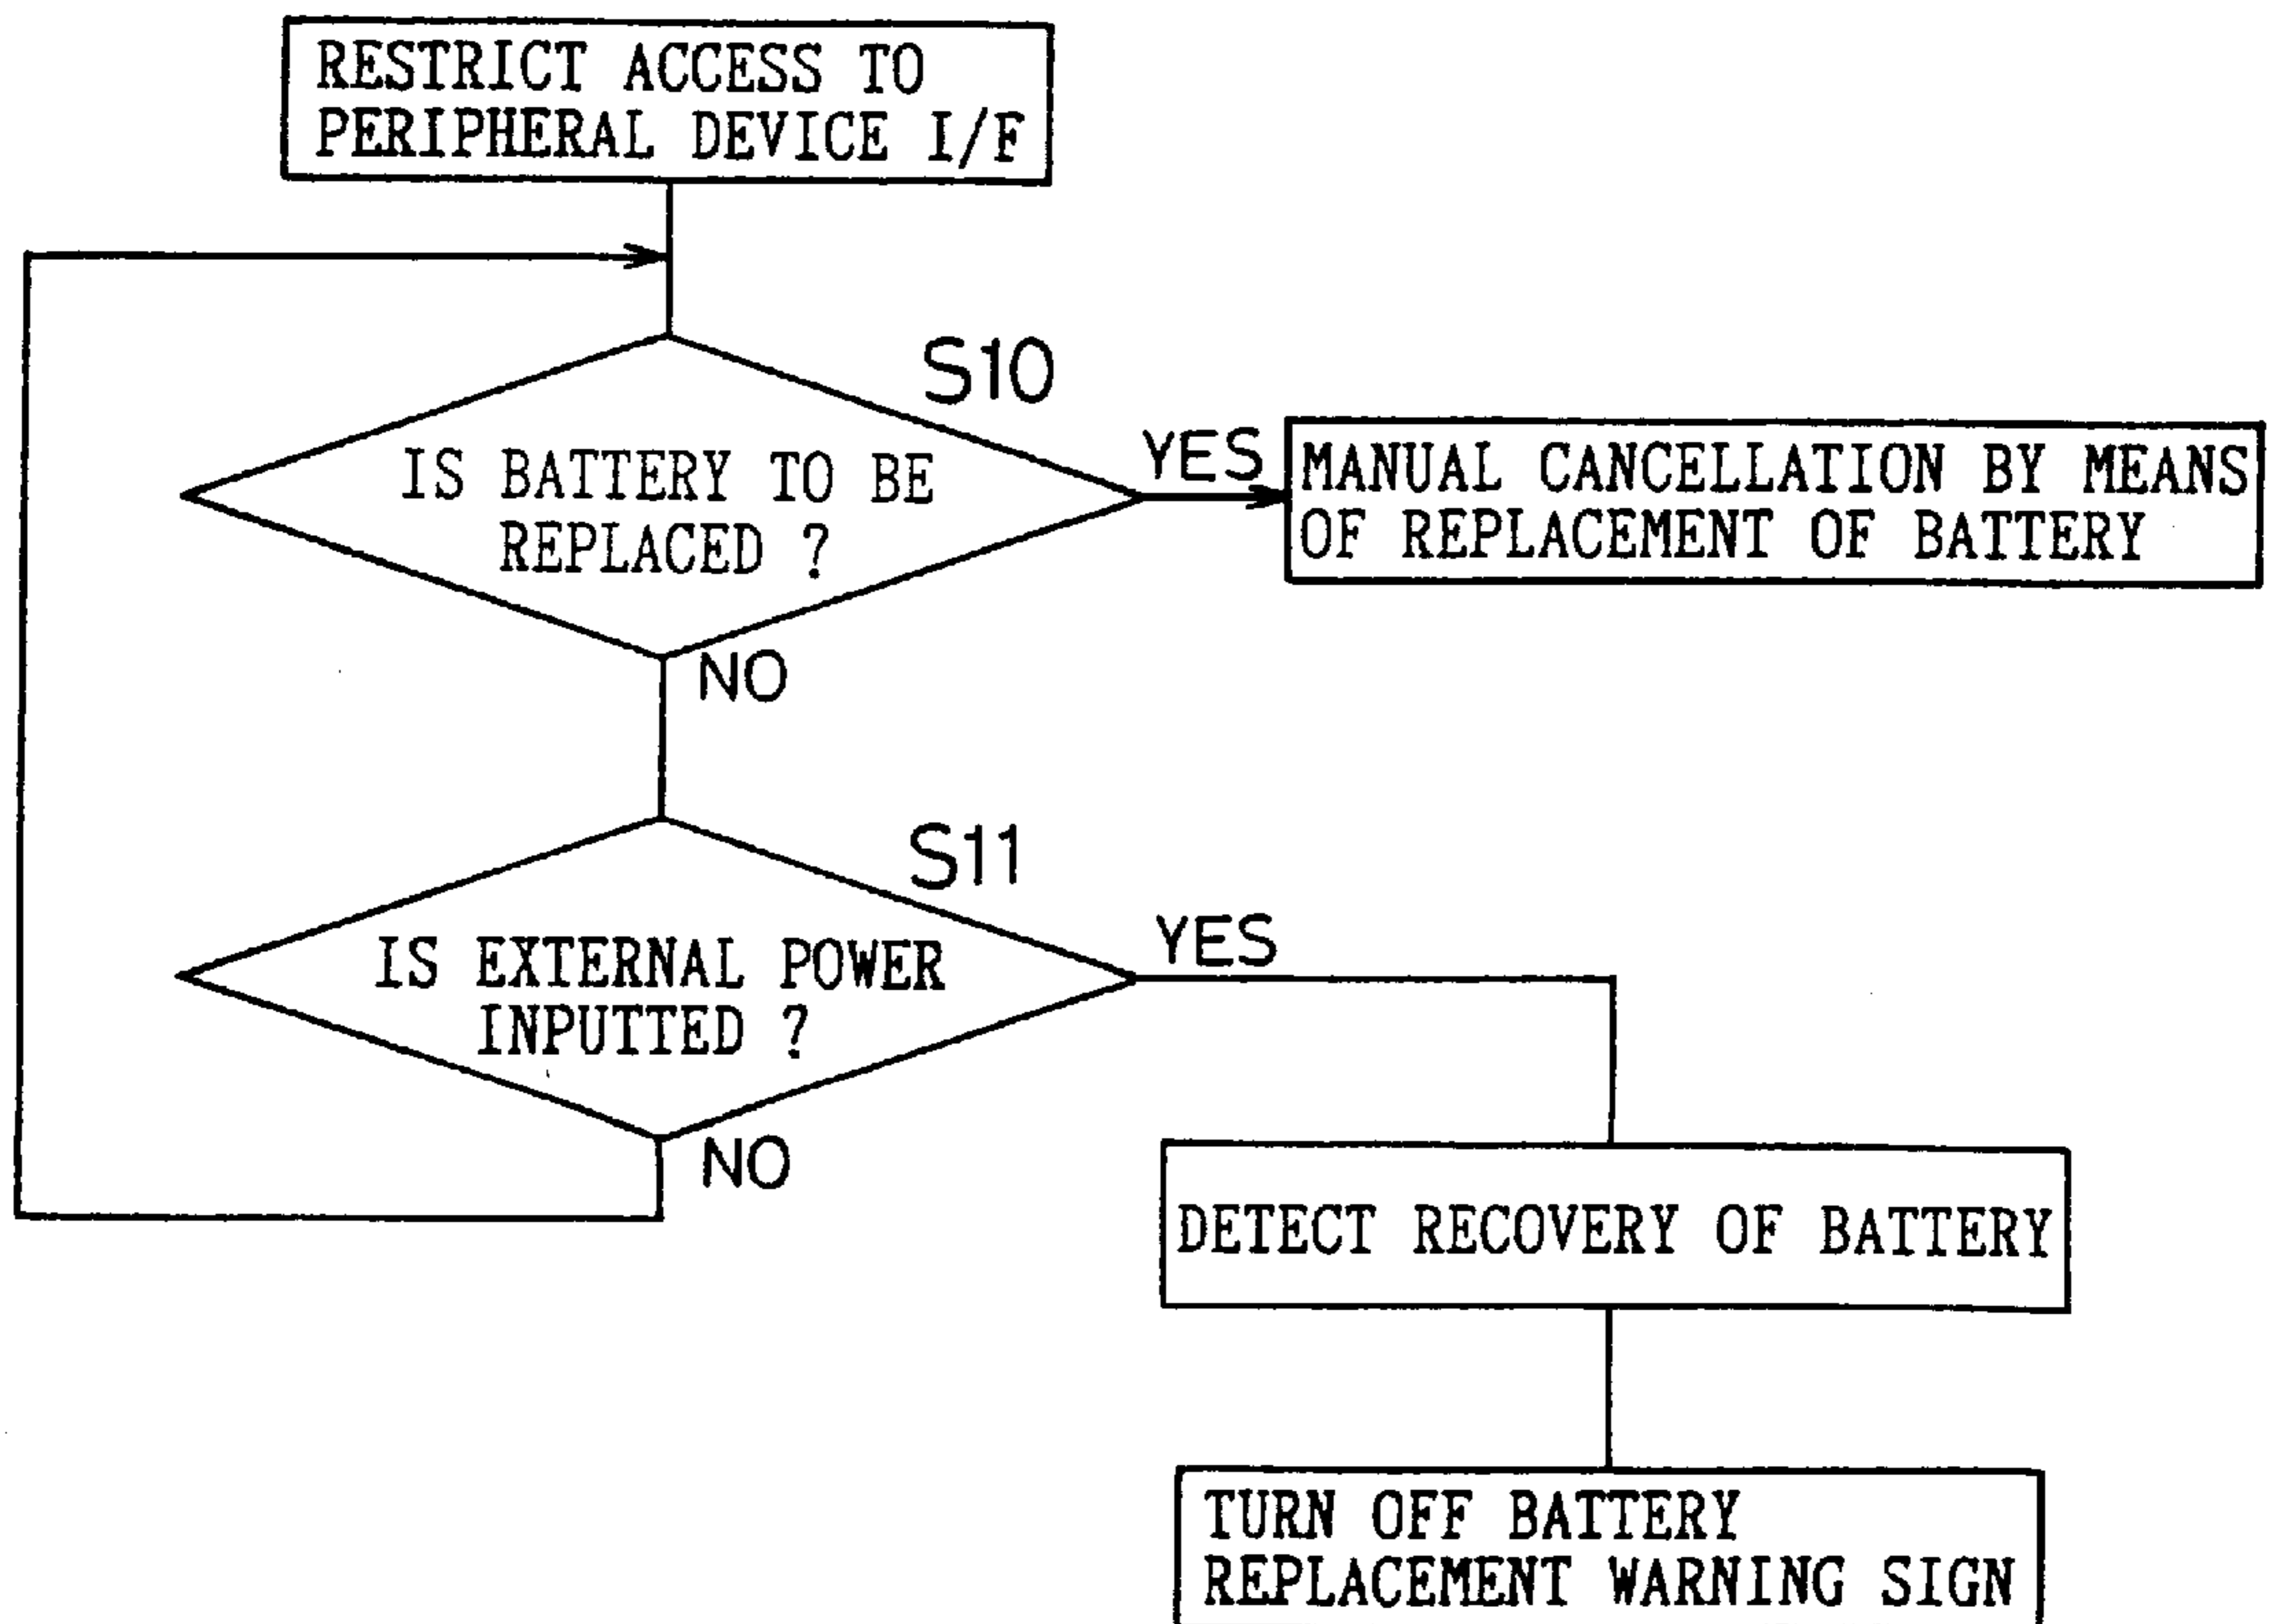 RESTRICT ACCESS TO
PERIPHERAL DEVICE I/F
S10
IS BATTERY TO BE
REPLACED ?
YES
MANUAL CANCELLATION BY MEANS
OF REPLACEMENT OF BATTERY
NO
S11
IS EXTERNAL POWER
INPUTTED ?
YES
NO
DETECT RECOVERY OF BATTERY
TURN OFF BATTERY
REPLACEMENT WARNING SIGN